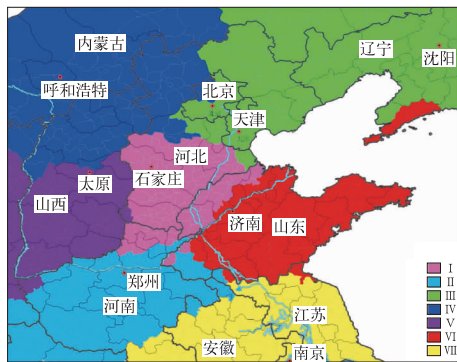 内蒙古
辽宁
沈阳
呼和浩特
北京
天津
河北
石家庄
太原
山西
济南
山东
郑州
河南
江苏
安徽
南京
I
II
III
IV
V
VI
VII